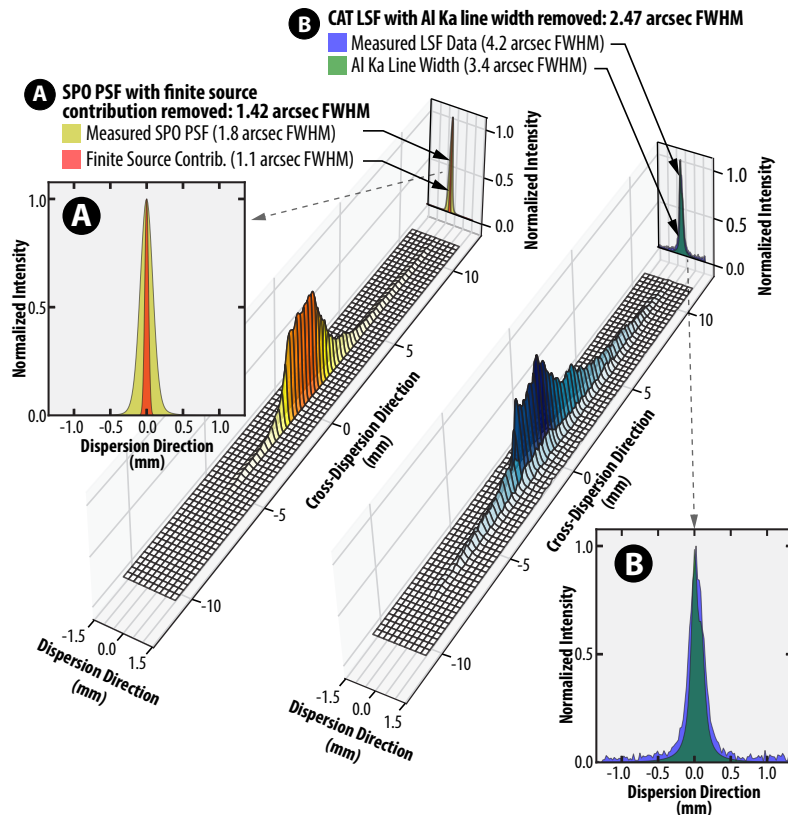 B CAT LSF with Al Ka line width removed: 2.47 arcsec FWHM
Measured LSF Data (4.2 arcsec FWHM)
Al Ka Line Width (3.4 arcsec FWHM)
A SPO PSF with finite source
contribution removed: 1.42 arcsec FWHM
Measured SPO PSF (1.8 arcsec FWHM)
Finite Source Contrib. (1.1 arcsec FWHM)
A
1.0
0.5
0.0
Normalized Intensity
-1.0 -0.5 0.0 0.5 1.0
Dispersion Direction
(mm)
1.0
0.5
0.0
Normalized Intensity
10
5
0
-5
-10
Cross-Dispersion Direction
(mm)
-1.5
0.0
1.5
Dispersion Direction
(mm)
1.0
0.5
0.0
Normalized Intensity
10
5
0
-5
-10
Cross-Dispersion Direction
(mm)
-1.5
0.0
1.5
Dispersion Direction
(mm)
B
1.0
0.5
0.0
Normalized Intensity
-1.0 -0.5 0.0 0.5 1.0
Dispersion Direction
(mm)